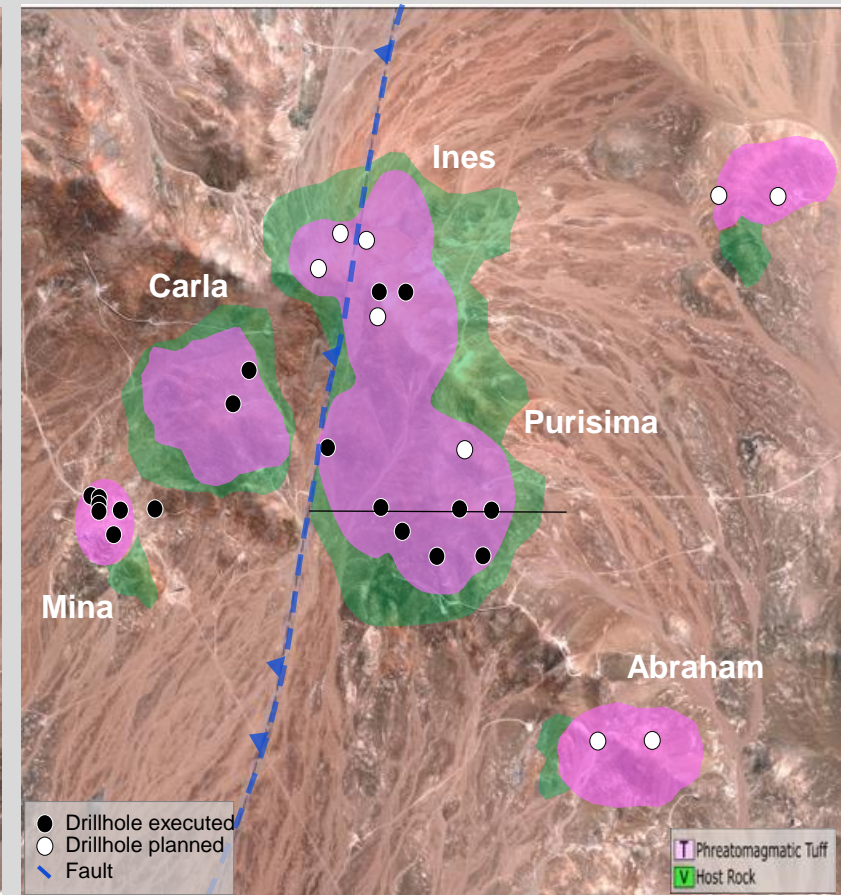 Ines
Carla
Purisima
Mina
Abraham
Drillhole executed
Drillhole planned
Fault
T Phreatomagmatic Tuff
V Host Rock